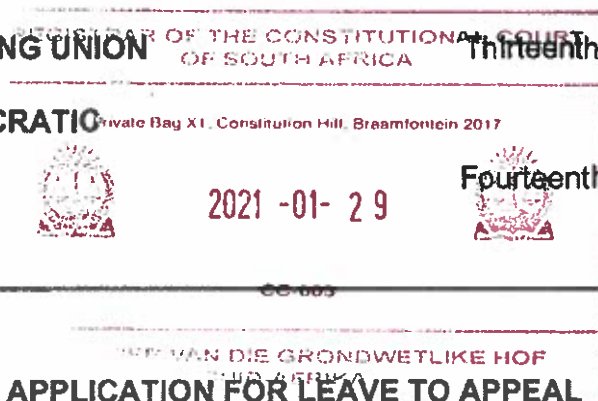 REGISTRAR OF THE CONSTITUTIONAL COURT
NG UNION Thirteenth
OF SOUTH AFRICA
CRATIC
Private Bag X1, Constitution Hill, Braamfontein 2017
Fourteenth
2021 -01- 29
VAN DIE GRONDWETLIKE HOF
AFRIKA
APPLICATION FOR LEAVE TO APPEAL